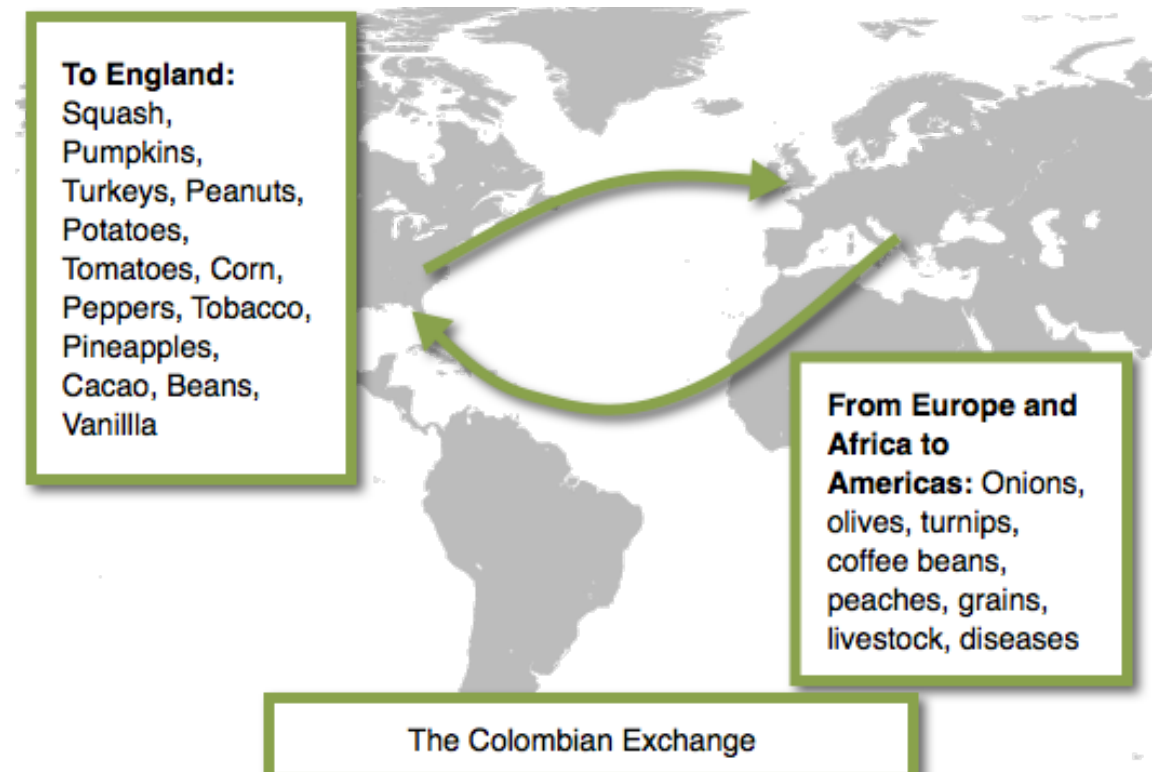 To England:
Squash,
Pumpkins,
Turkeys, Peanuts,
Potatoes,
Tomatoes, Corn,
Peppers, Tobacco,
Pineapples,
Cacao, Beans,
Vanillla
From Europe and
Africa to
Americas: Onions,
olives, turnips,
coffee beans,
peaches, grains,
livestock, diseases
The Colombian Exchange